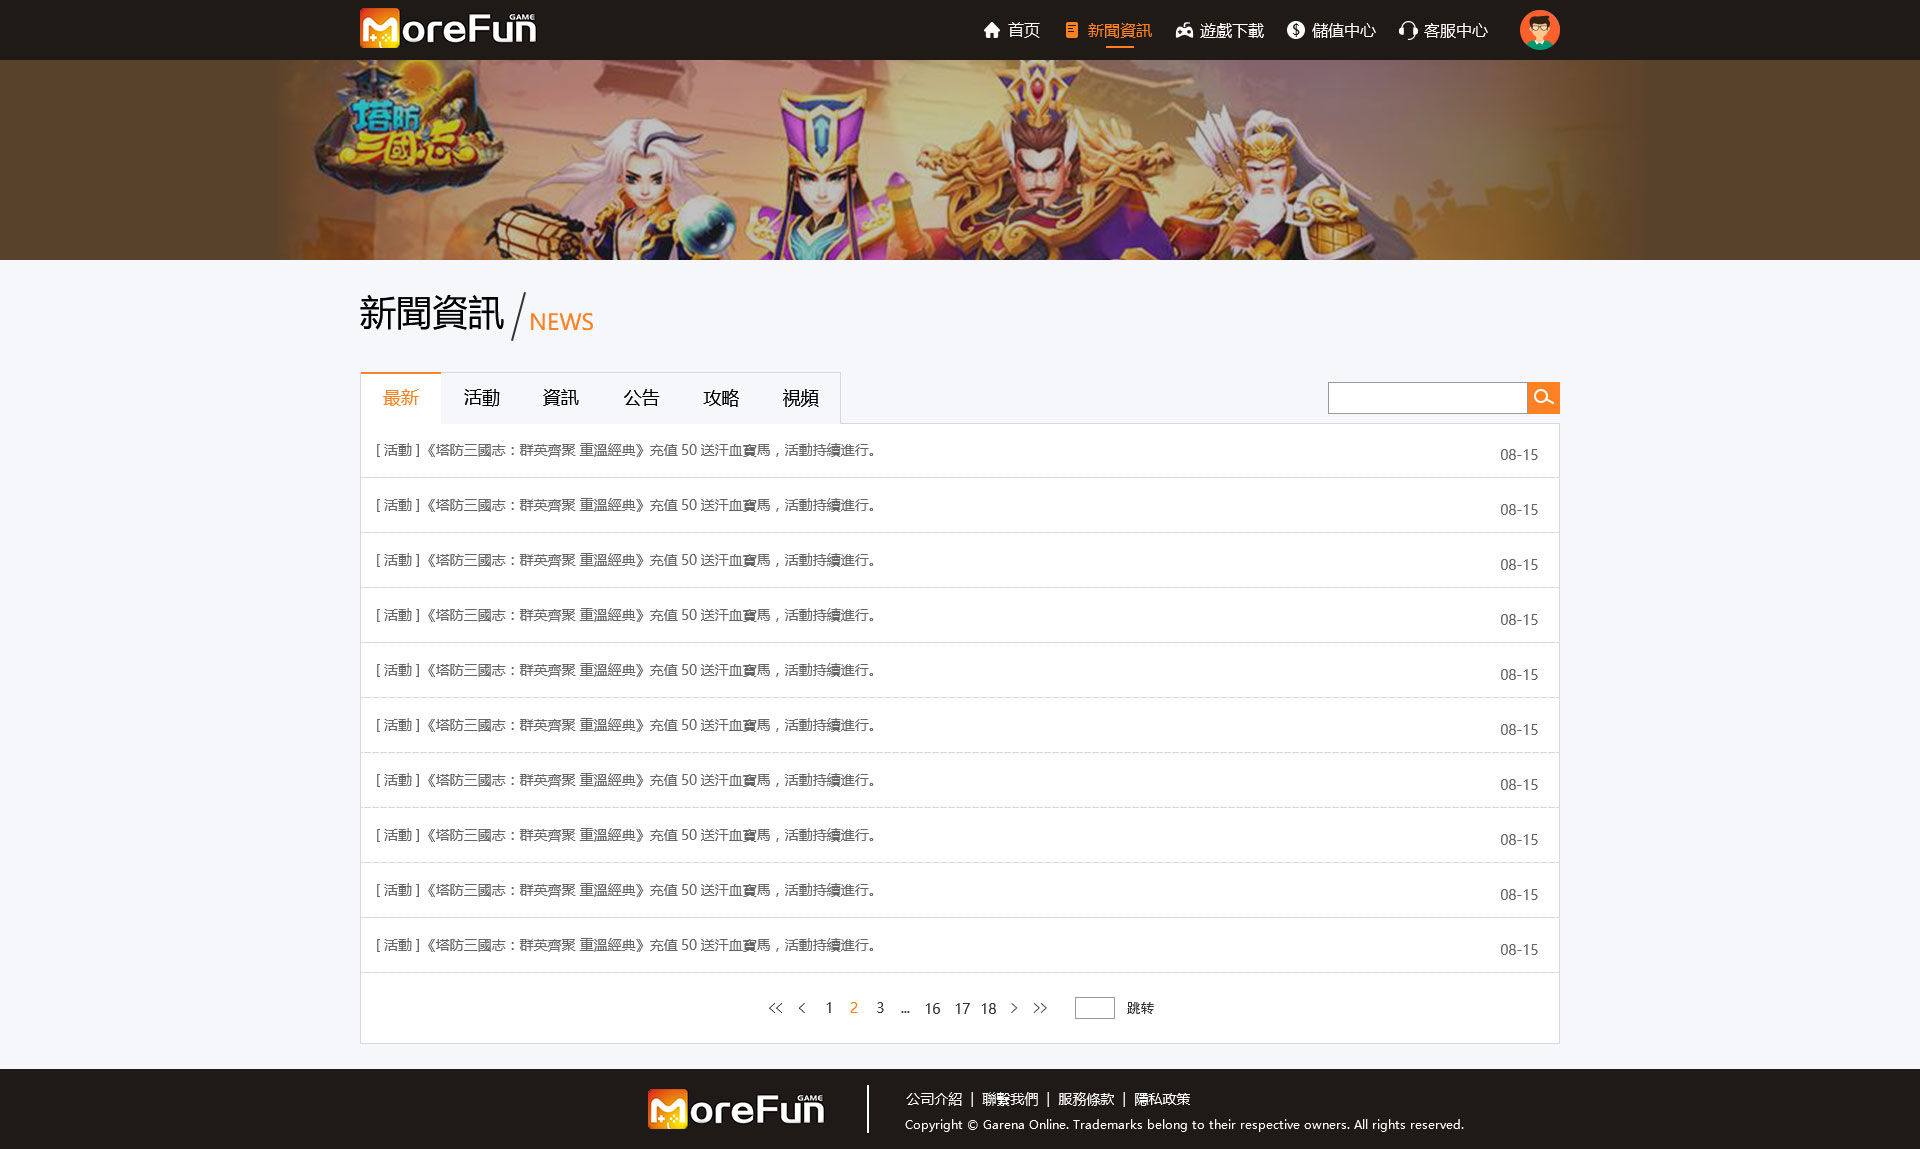 MoreFun GAME
首页 新聞資訊 遊戲下載 儲值中心 客服中心
塔防
三國志
新聞資訊 / NEWS
最新 活動 資訊 公告 攻略 視頻
[ 活動 ]《塔防三國志：群英齊聚 重溫經典》充值 50 送汗血寶馬，活動持續進行。 08-15
[ 活動 ]《塔防三國志：群英齊聚 重溫經典》充值 50 送汗血寶馬，活動持續進行。 08-15
[ 活動 ]《塔防三國志：群英齊聚 重溫經典》充值 50 送汗血寶馬，活動持續進行。 08-15
[ 活動 ]《塔防三國志：群英齊聚 重溫經典》充值 50 送汗血寶馬，活動持續進行。 08-15
[ 活動 ]《塔防三國志：群英齊聚 重溫經典》充值 50 送汗血寶馬，活動持續進行。 08-15
[ 活動 ]《塔防三國志：群英齊聚 重溫經典》充值 50 送汗血寶馬，活動持續進行。 08-15
[ 活動 ]《塔防三國志：群英齊聚 重溫經典》充值 50 送汗血寶馬，活動持續進行。 08-15
[ 活動 ]《塔防三國志：群英齊聚 重溫經典》充值 50 送汗血寶馬，活動持續進行。 08-15
[ 活動 ]《塔防三國志：群英齊聚 重溫經典》充值 50 送汗血寶馬，活動持續進行。 08-15
[ 活動 ]《塔防三國志：群英齊聚 重溫經典》充值 50 送汗血寶馬，活動持續進行。 08-15
<< < 1 2 3 ... 16 17 18 > >> 跳转
MoreFun GAME
公司介紹 | 聯繫我們 | 服務條款 | 隱私政策
Copyright © Garena Online. Trademarks belong to their respective owners. All rights reserved.